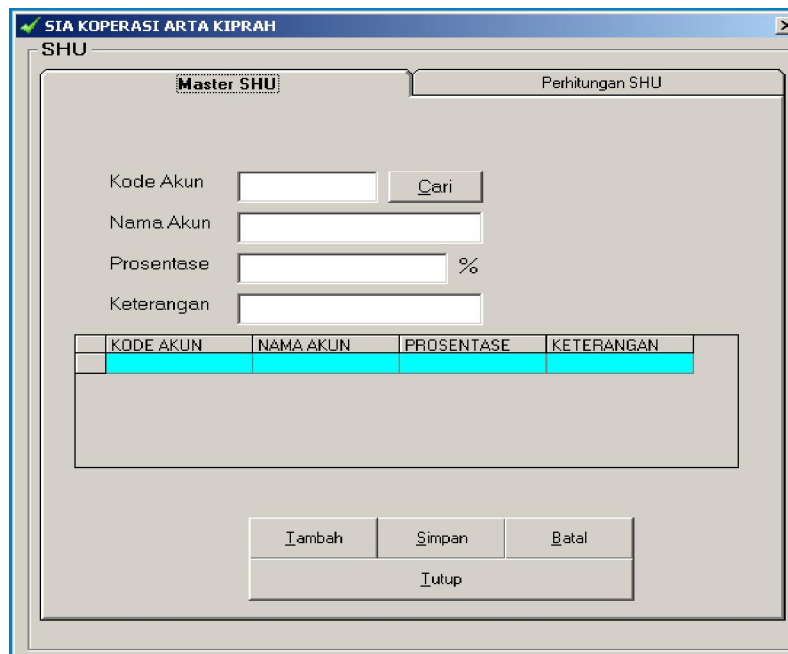 SIA KOPERASI ARTA KIPRAH
SHU
Master SHU Perhitungan SHU
Kode Akun Cari
Nama Akun
Prosentase %
Keterangan
KODE AKUN NAMA AKUN PROSENTASE KETERANGAN
Tambah Simpan Batal
Tutup